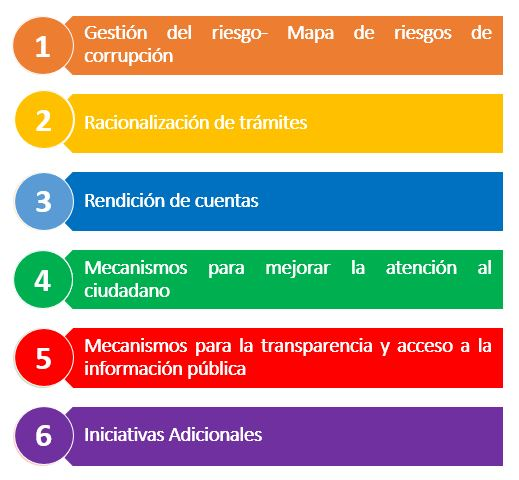 1
Gestión del riesgo- Mapa de riesgos de
corrupción
2
Racionalización de trámites
3
Rendición de cuentas
4
Mecanismos para mejorar la atención al
ciudadano
5
Mecanismos para la transparencia y acceso a la
información pública
6
Iniciativas Adicionales